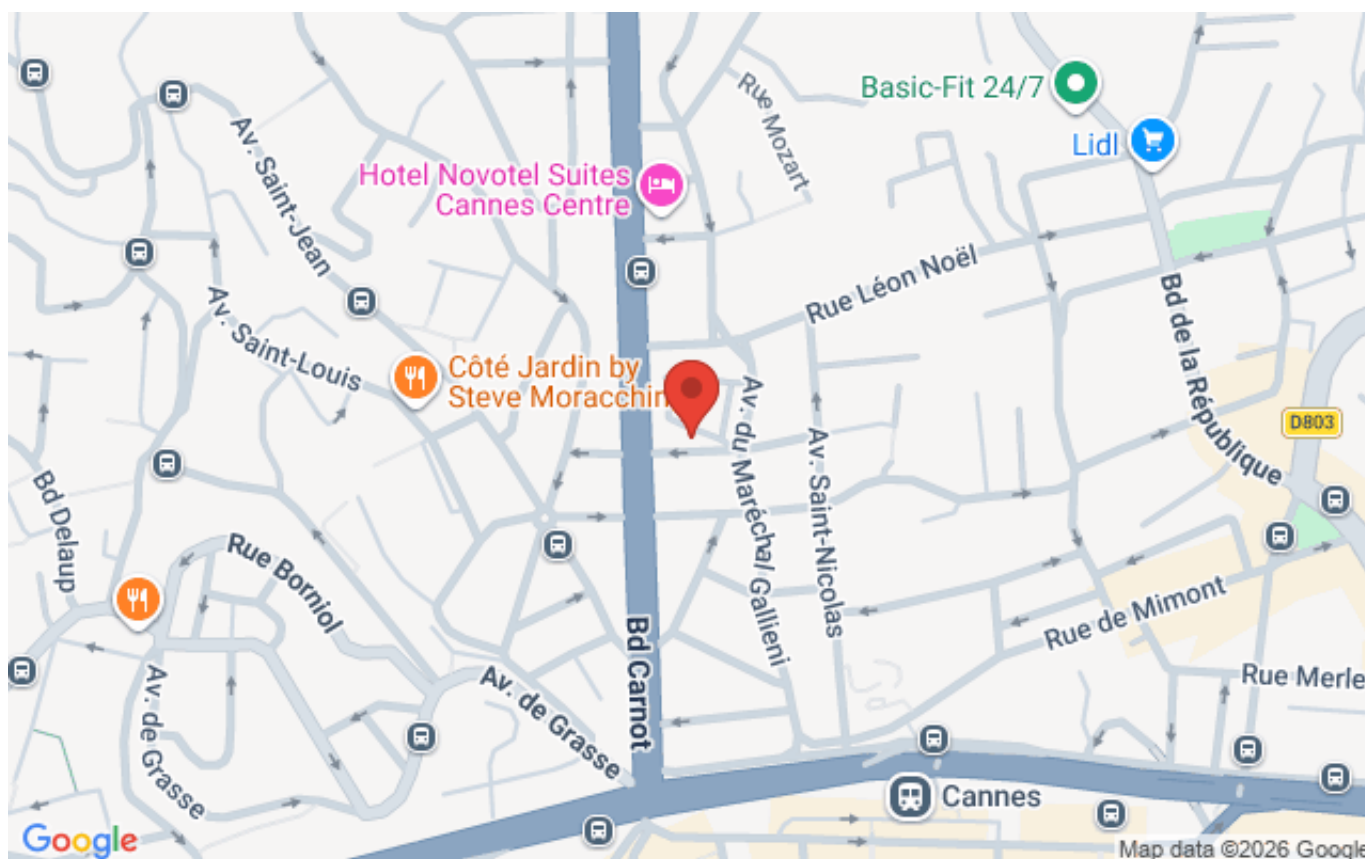 Basic-Fit 24/7
Lidl
Rue Mozart
Av. Saint-Jean
Hotel Novotel Suites
Cannes Centre
Rue Léon Noël
Av. Saint-Louis
Bd de la République
Côté Jardin by
Steve Moracchin
Av. du Maréchal Gallieni
Av. Saint-Nicolas
D803
Bd Delaup
Rue Borniol
Rue de Mimont
Bd Carnot
Rue Merle
Av. de Grasse
Av. de Grasse
Cannes
Google
Map data ©2026 Google